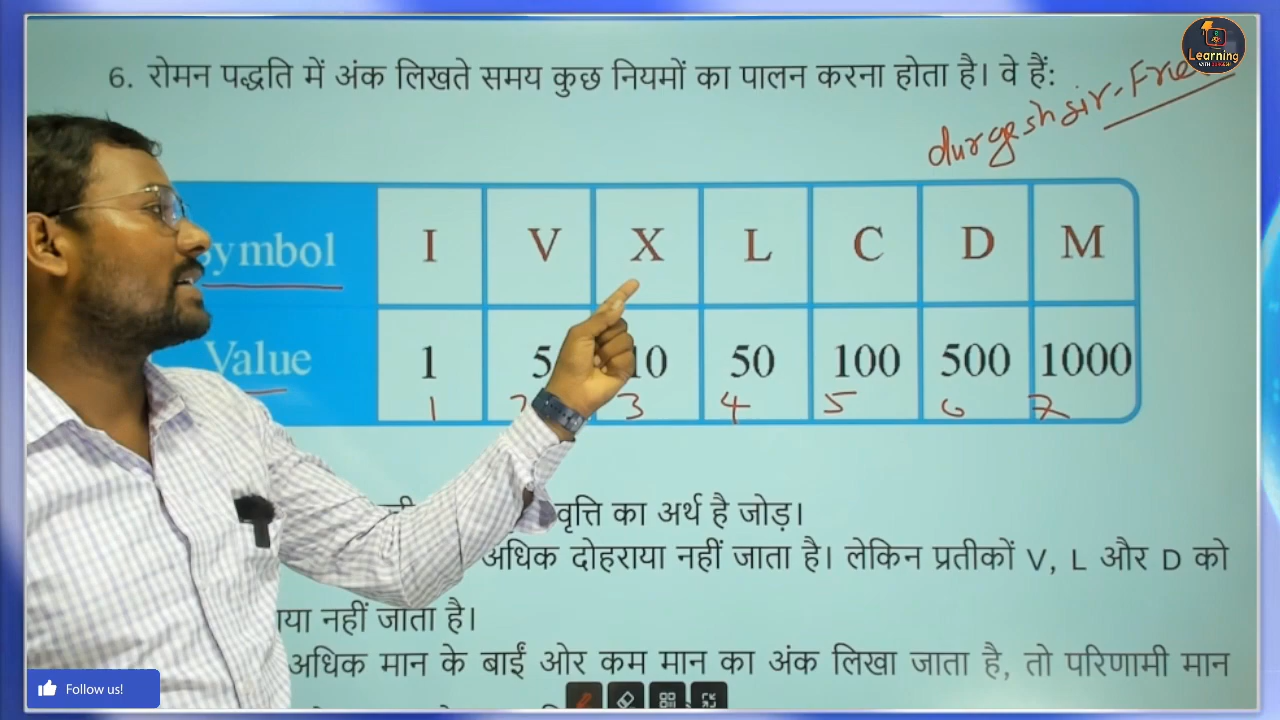 Learning
6. रोमन पद्धति में अंक लिखते समय कुछ नियमों का पालन करना होता है। वे हैं:
durgesh sir-
ymbol I V X L C D M
Value 1 5 10 50 100 500 1000
1 3 4 5 6 7
वृत्ति का अर्थ है जोड़।
अधिक दोहराया नहीं जाता है। लेकिन प्रतीकों V, L और D को
या नहीं जाता है।
अधिक मान के बाईं ओर कम मान का अंक लिखा जाता है, तो परिणामी मान
Follow us!